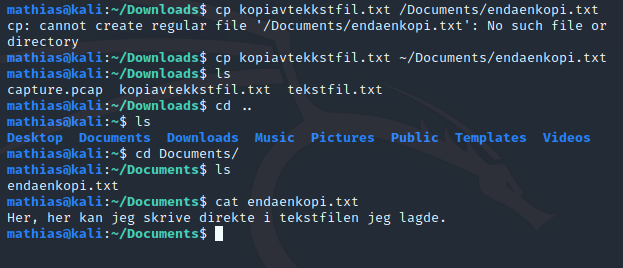 mathias@kali:~/Downloads$ cp kopiavtekkstfil.txt /Documents/endaenkopi.txt
cp: cannot create regular file '/Documents/endaenkopi.txt': No such file or
directory
mathias@kali:~/Downloads$ cp kopiavtekkstfil.txt ~/Documents/endaenkopi.txt
mathias@kali:~/Downloads$ ls
capture.pcap  kopiavtekkstfil.txt  tekstfil.txt
mathias@kali:~/Downloads$ cd ..
mathias@kali:~$ ls
Desktop  Documents  Downloads  Music  Pictures  Public  Templates  Videos
mathias@kali:~$ cd Documents/
mathias@kali:~/Documents$ ls
endaenkopi.txt
mathias@kali:~/Documents$ cat endaenkopi.txt
Her, her kan jeg skrive direkte i tekstfilen jeg lagde.
mathias@kali:~/Documents$